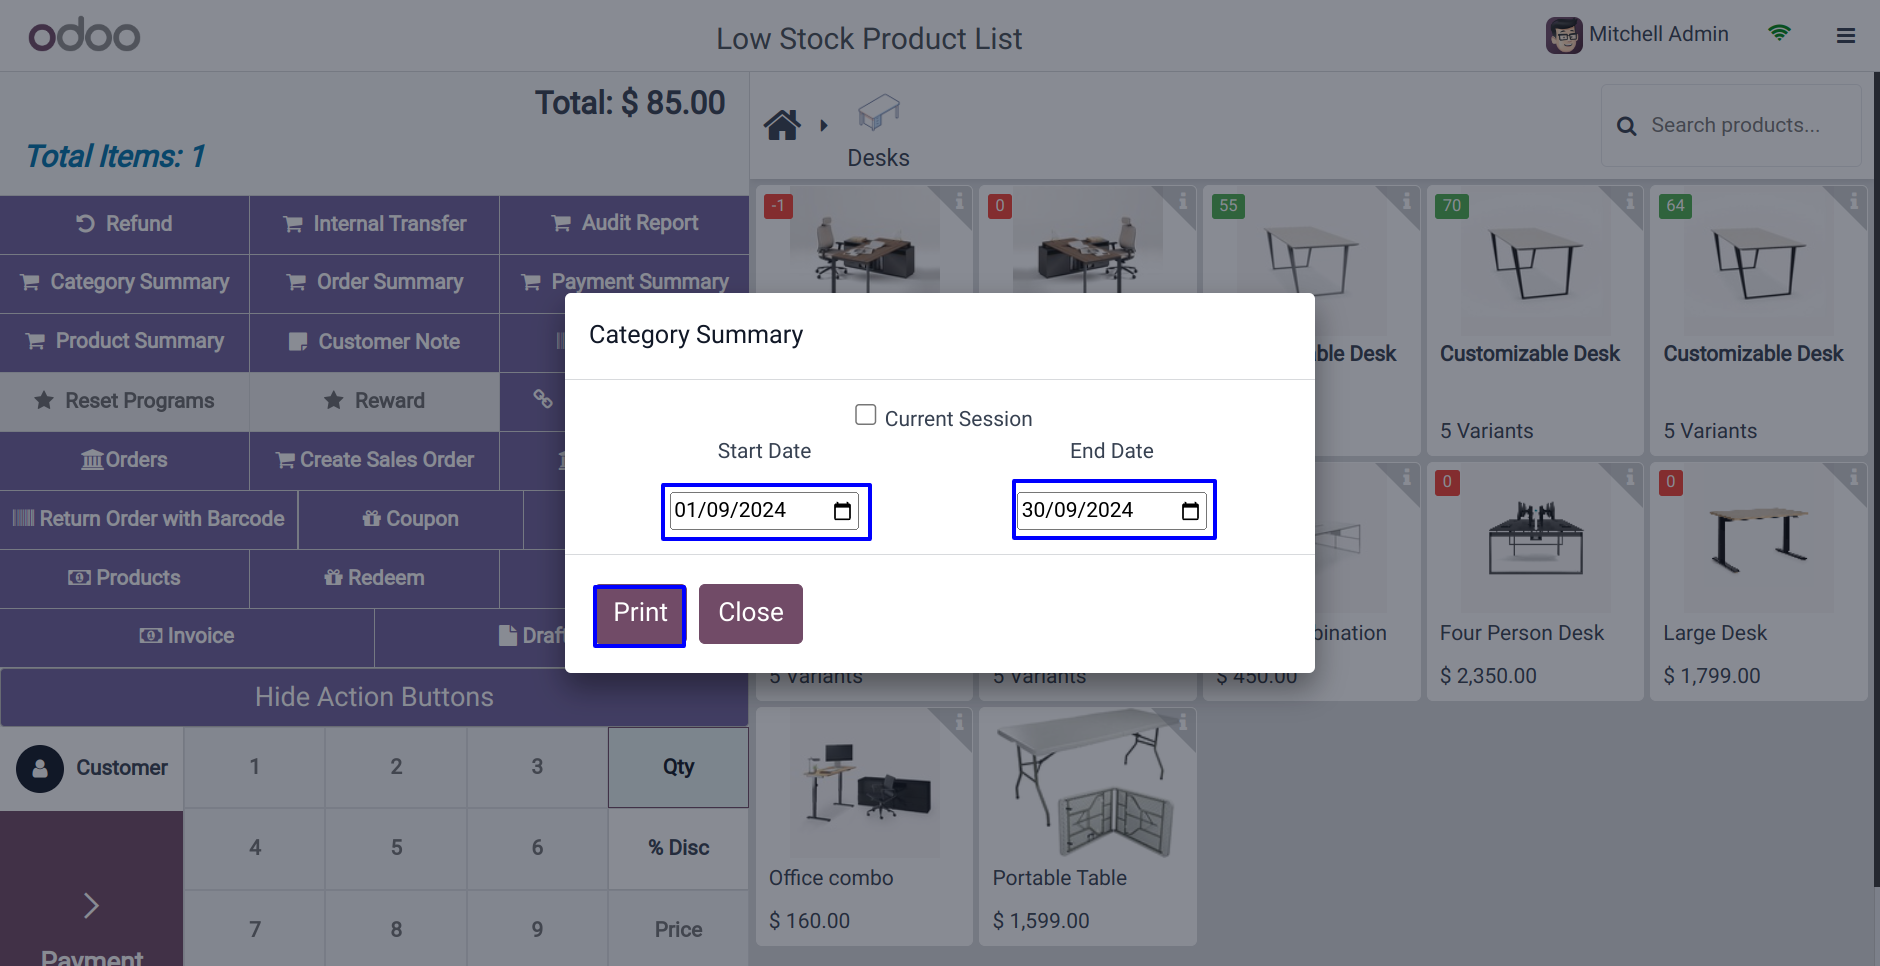 odoo
Low Stock Product List
Mitchell Admin
Total: $ 85.00
Total Items: 1
Desks
Search products...
Refund
Internal Transfer
Audit Report
Category Summary
Order Summary
Payment Summary
Product Summary
Customer Note
Reset Programs
Reward
Orders
Create Sales Order
Return Order with Barcode
Coupon
Products
Redeem
Invoice
Draft
Hide Action Buttons
Customer
1
2
3
Qty
4
5
6
% Disc
7
8
9
Price
Payment
Category Summary
Current Session
Start Date
End Date
01/09/2024
30/09/2024
Print
Close
-1
0
55
70
64
Desk
Customizable Desk
Customizable Desk
5 Variants
5 Variants
0
0
Four Person Desk
Large Desk
5 Variants
5 Variants
$ 450.00
$ 2,350.00
$ 1,799.00
Office combo
Portable Table
$ 160.00
$ 1,599.00